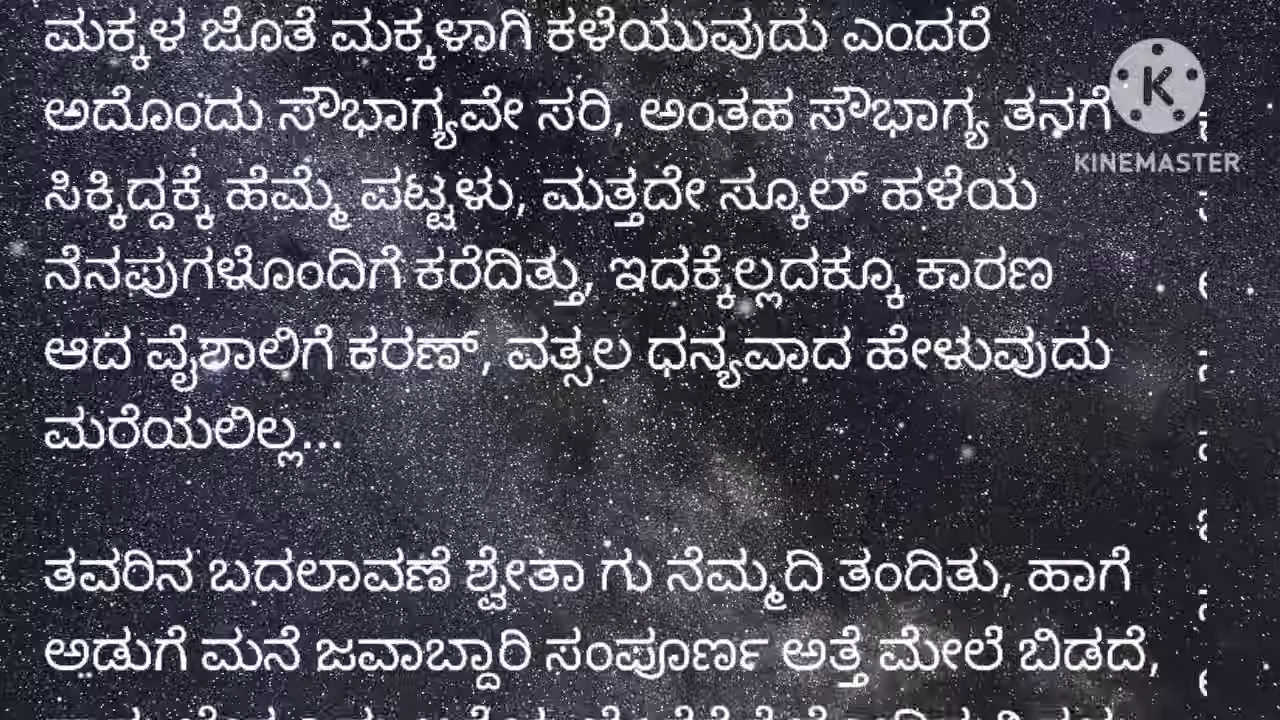 ಮಕ್ಕಳ ಜೊತೆ ಮಕ್ಕಳಾಗಿ ಕಳೆಯುವುದು ಎಂದರೆ
ಅದೊಂದು ಸೌಭಾಗ್ಯವೇ ಸರಿ, ಅಂತಹ ಸೌಭಾಗ್ಯ ತನಗೆ
ಸಿಕ್ಕಿದ್ದಕ್ಕೆ ಹೆಮ್ಮೆ ಪಟ್ಟಳು, ಮತ್ತದೇ ಸ್ಕೂಲ್ ಹಳೆಯ
ನೆನಪುಗಳೊಂದಿಗೆ ಕರೆದಿತ್ತು, ಇದಕ್ಕೆಲ್ಲದಕ್ಕೂ ಕಾರಣ
ಆದ ವೈಶಾಲಿಗೆ ಕರಣ್, ವತ್ಸಲ ಧನ್ಯವಾದ ಹೇಳುವುದು
ಮರೆಯಲಿಲ್ಲ...
ತವರಿನ ಬದಲಾವಣೆ ಶ್ವೇತಾ ಗು ನೆಮ್ಮದಿ ತಂದಿತು, ಹಾಗೆ
ಅಡುಗೆ ಮನೆ ಜವಾಬ್ದಾರಿ ಸಂಪೂರ್ಣ ಅತ್ತೆ ಮೇಲೆ ಬಿಡದೆ,
KINEMASTER